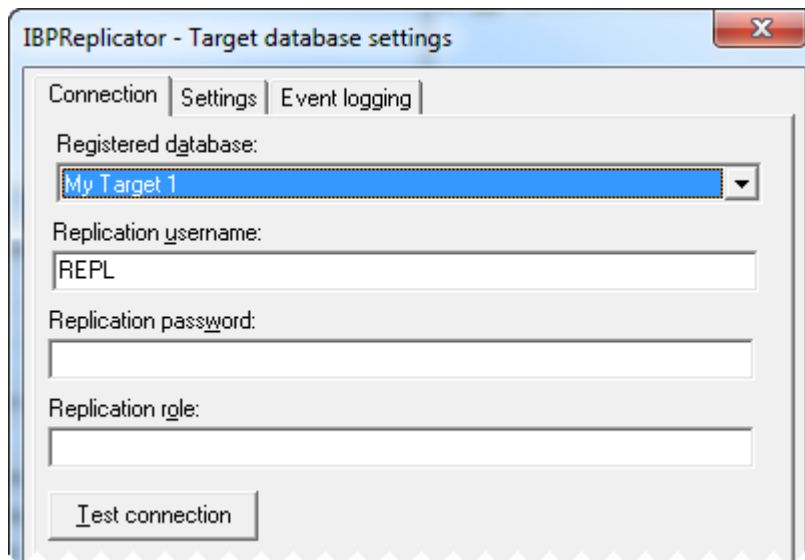 IBPReplicator - Target database settings
Connection Settings Event logging
Registered database:
My Target 1
Replication username:
REPL
Replication password:
Replication role:
Test connection